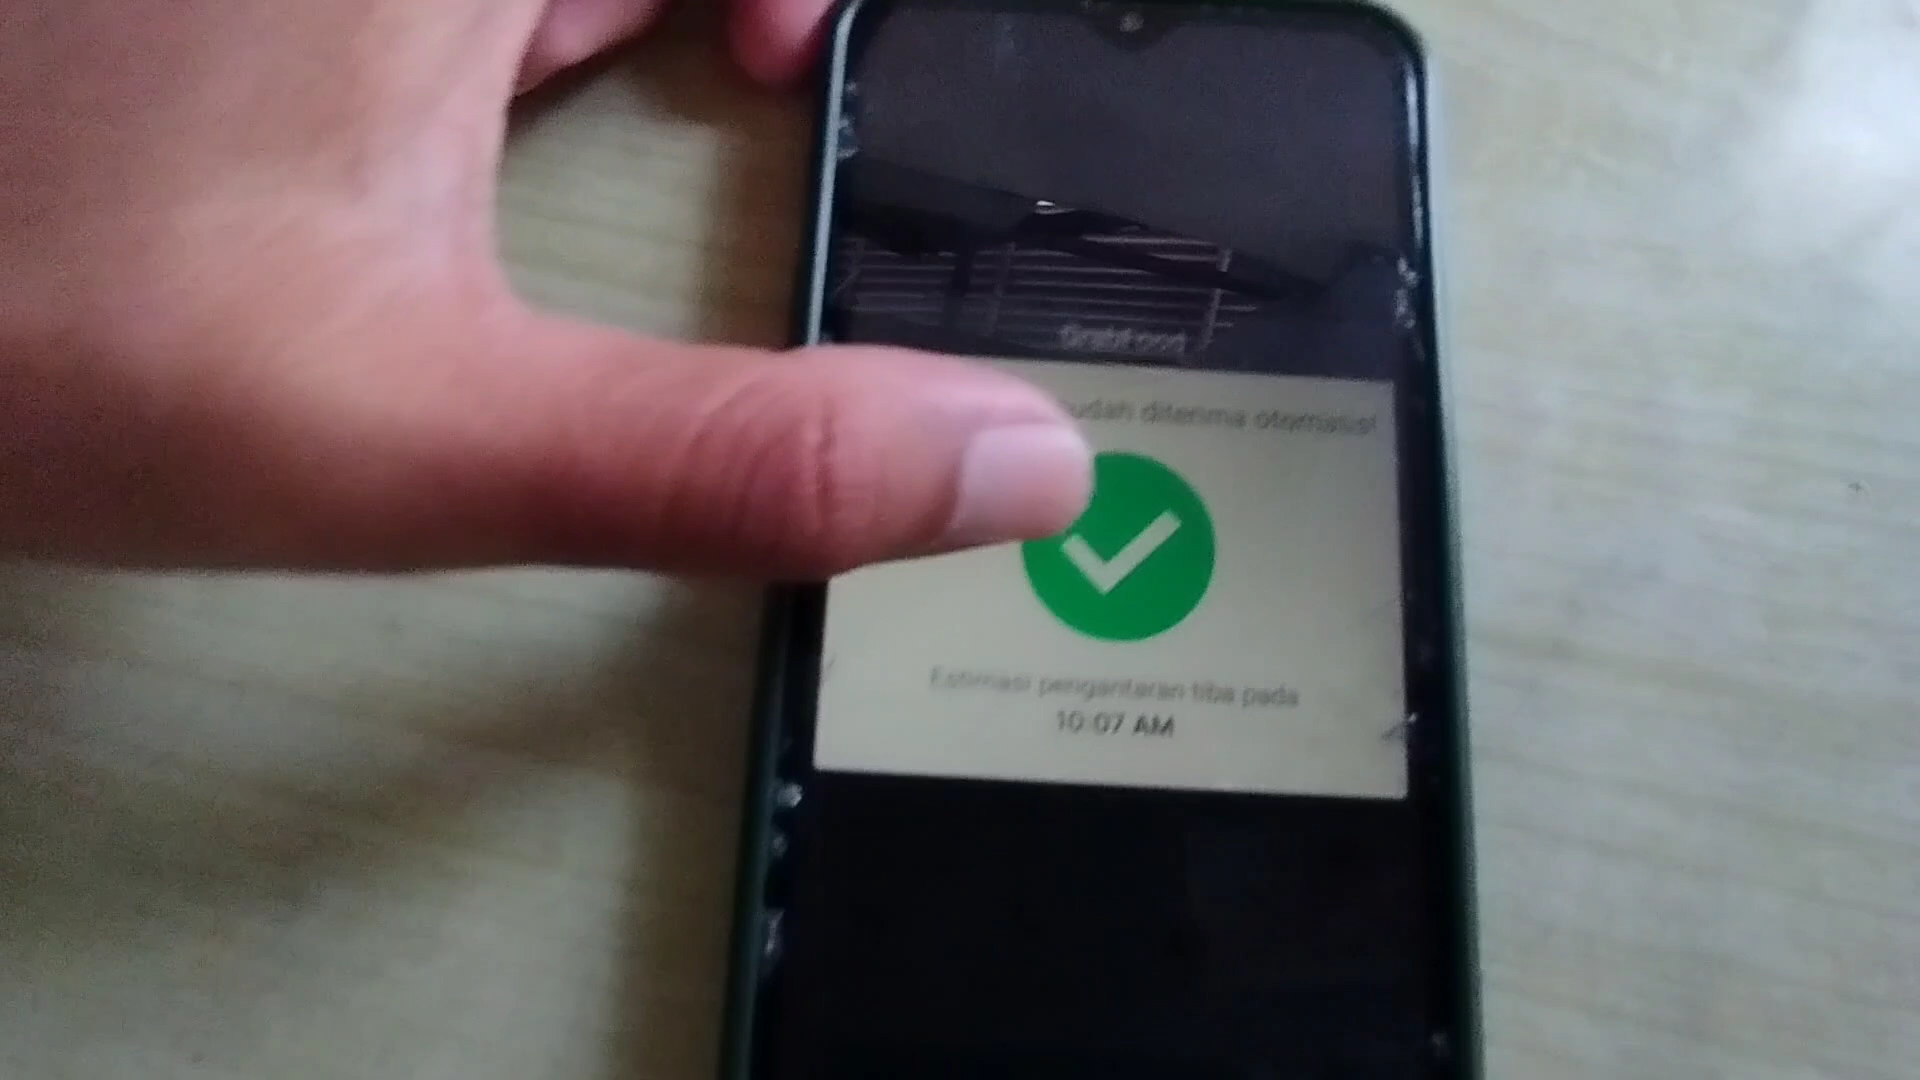 GrabFood
sudah diterima otomatis!
Estimasi pengantaran tiba pada
10:07 AM